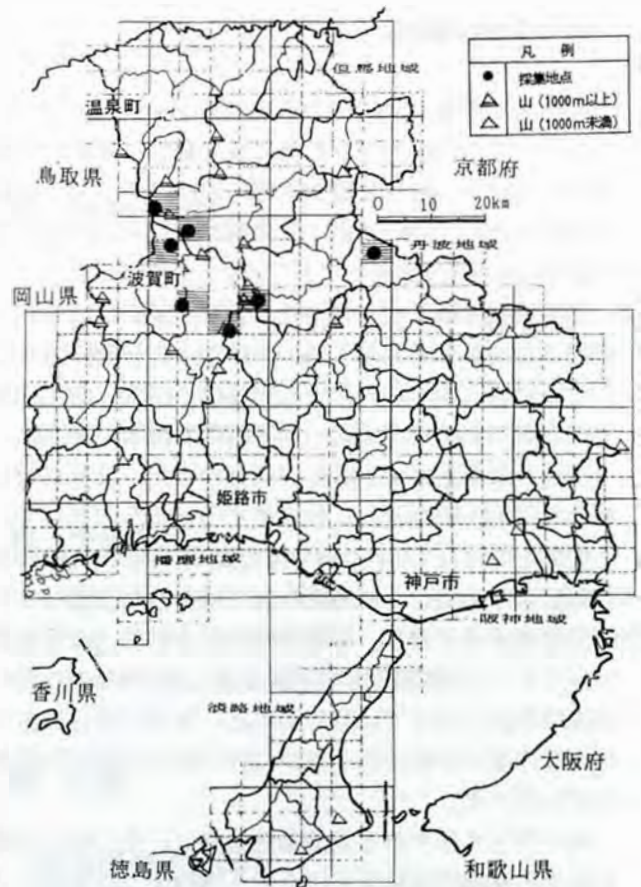 凡 例
採集地点
山 (1000m以上)
山 (1000m未満)
但馬地域
温泉町
鳥取県
京都府
0 10 20km
丹波地域
波賀町
岡山県
姫路市
播磨地域
神戸市
阪神地域
香川県
淡路地域
大阪府
徳島県
和歌山県